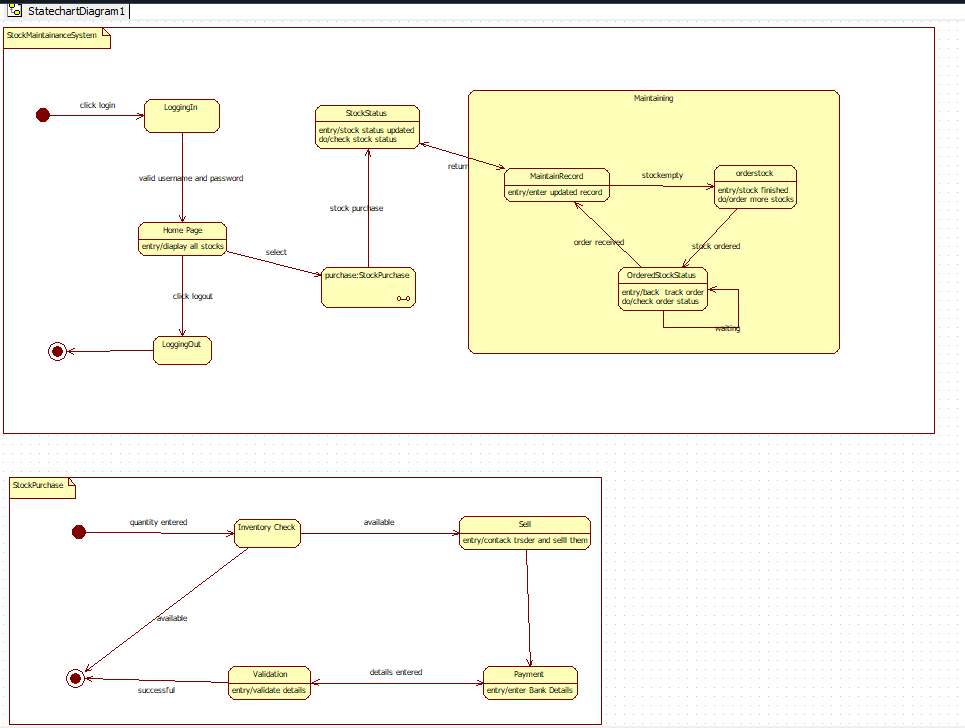 StatechartDiagram1
StockMaintainanceSystem
click login
LoggingIn
valid username and password
Home Page
entry/diaplay all stocks
select
click logout
LoggingOut
StockStatus
entry/stock status updated
do/check stock status
stock purchase
purchase:StockPurchase
return
Maintaining
MaintainRecord
entry/enter updated record
stockempty
orderstock
entry/stock finished
do/order more stocks
order received
stock ordered
OrderedStockStatus
entry/back track order
do/check order status
waiting
StockPurchase
quantity entered
Inventory Check
available
Sell
entry/contack trsder and selll them
available
Validation
entry/validate details
details entered
Payment
entry/enter Bank Details
successful